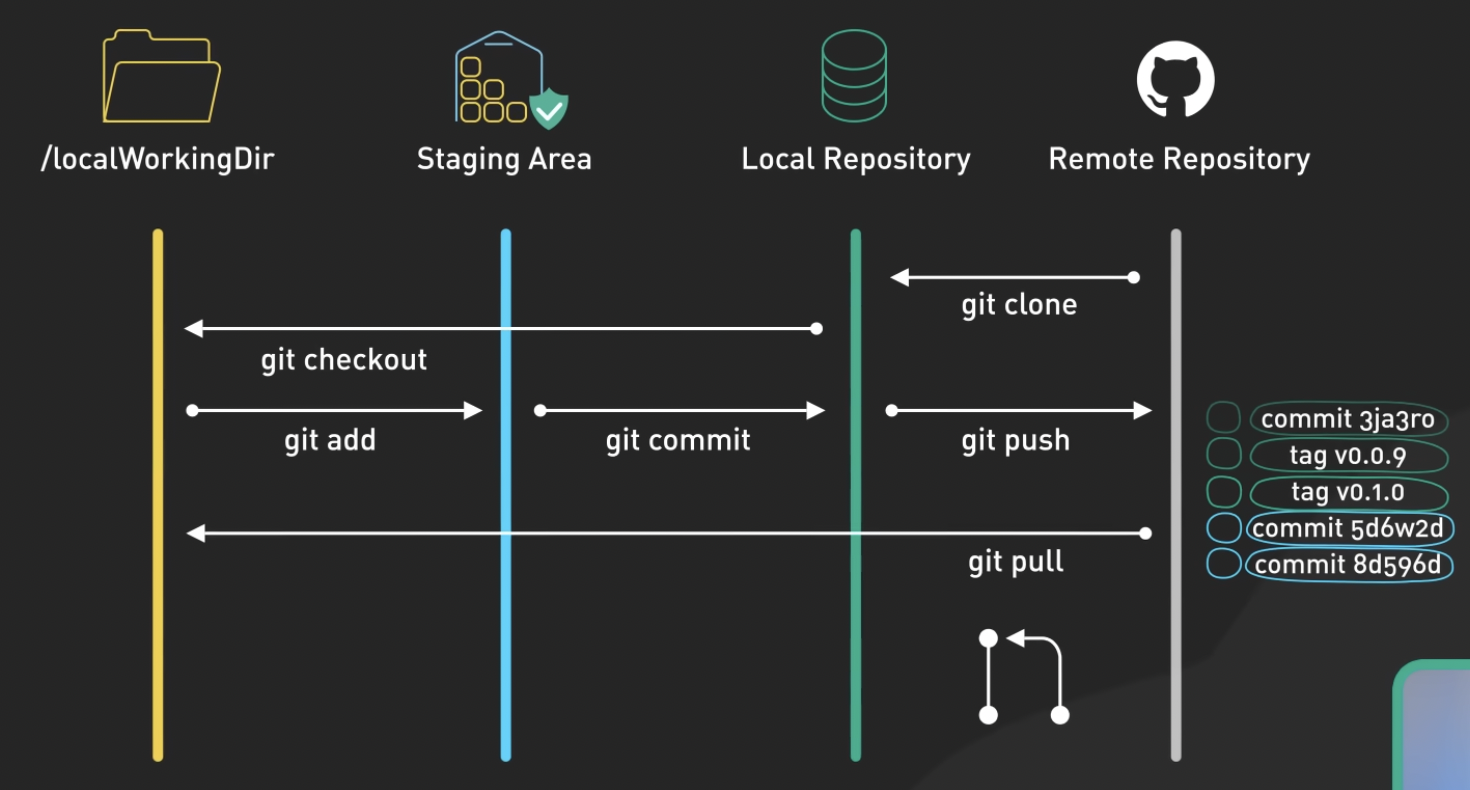 /localWorkingDir
Staging Area
Local Repository
Remote Repository
git clone
git checkout
git add
git commit
git push
commit 3ja3ro
tag v0.0.9
tag v0.1.0
commit 5d6w2d
commit 8d596d
git pull